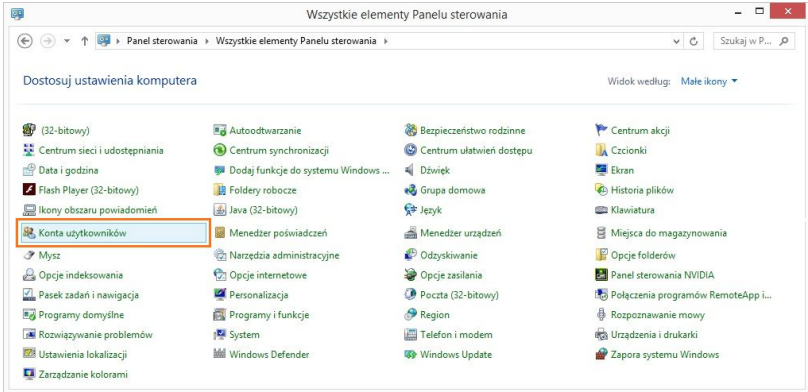 Wszystkie elementy Panelu sterowania
Panel sterowania Wszystkie elementy Panelu sterowania Szukaj w P...
Dostosuj ustawienia komputera Widok według: Małe ikony
(32-bitowy) Autoodtwarzanie Bezpieczeństwo rodzinne Centrum akcji
Centrum sieci i udostępniania Centrum synchronizacji Centrum ułatwień dostępu Czcionki
Data i godzina Dodaj funkcje do systemu Windows ... Dźwięk Ekran
Flash Player (32-bitowy) Foldery robocze Grupa domowa Historia plików
Ikony obszaru powiadomień Java (32-bitowy) Język Klawiatura
Konta użytkowników Menedżer poświadczeń Menedżer urządzeń Miejsca do magazynowania
Mysz Narzędzia administracyjne Odzyskiwanie Opcje folderów
Opcje indeksowania Opcje internetowe Opcje zasilania Panel sterowania NVIDIA
Pasek zadań i nawigacja Personalizacja Poczta (32-bitowy) Połączenia programów RemoteApp i...
Programy domyślne Programy i funkcje Region Rozpoznawanie mowy
Rozwiązywanie problemów System Telefon i modem Urządzenia i drukarki
Ustawienia lokalizacji Windows Defender Windows Update Zapora systemu Windows
Zarządzanie kolorami